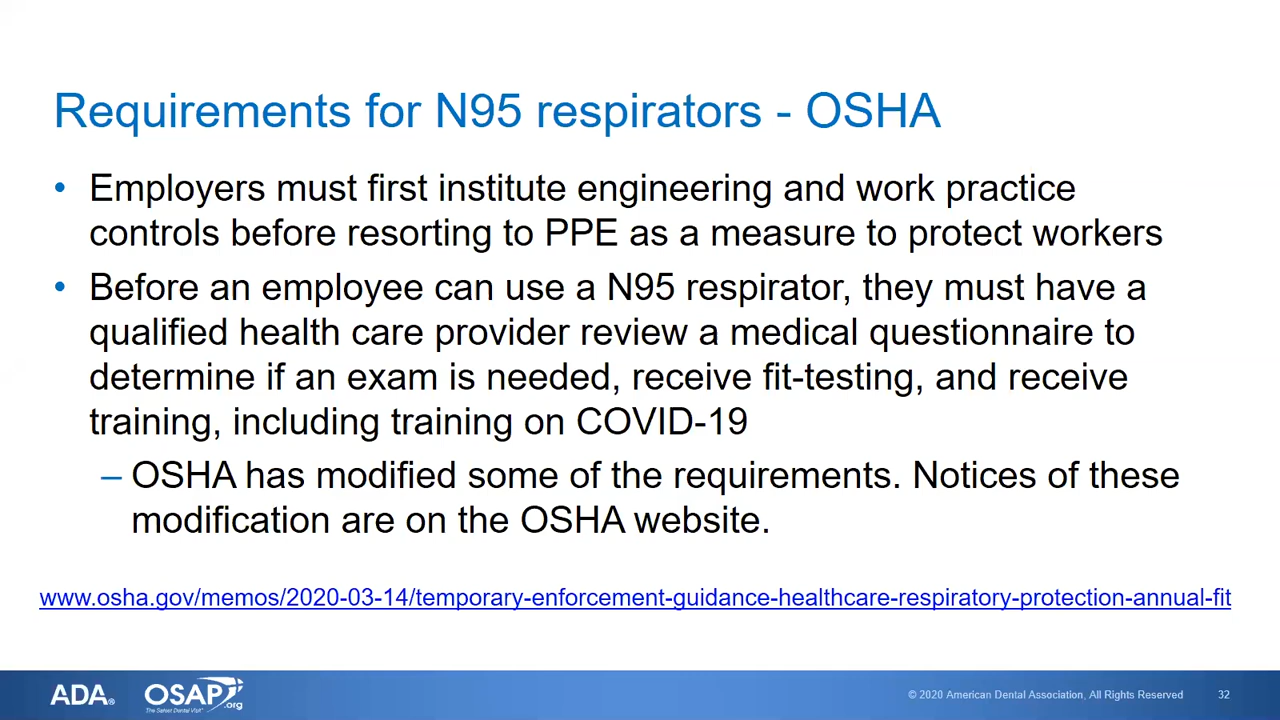 Requirements for N95 respirators - OSHA
• Employers must first institute engineering and work practice
controls before resorting to PPE as a measure to protect workers
• Before an employee can use a N95 respirator, they must have a
qualified health care provider review a medical questionnaire to
determine if an exam is needed, receive fit-testing, and receive
training, including training on COVID-19
– OSHA has modified some of the requirements. Notices of these
modification are on the OSHA website.
www.osha.gov/memos/2020-03-14/temporary-enforcement-guidance-healthcare-respiratory-protection-annual-fit
ADA® OSAP.org
The Safest Dental Visit™
© 2020 American Dental Association, All Rights Reserved 32